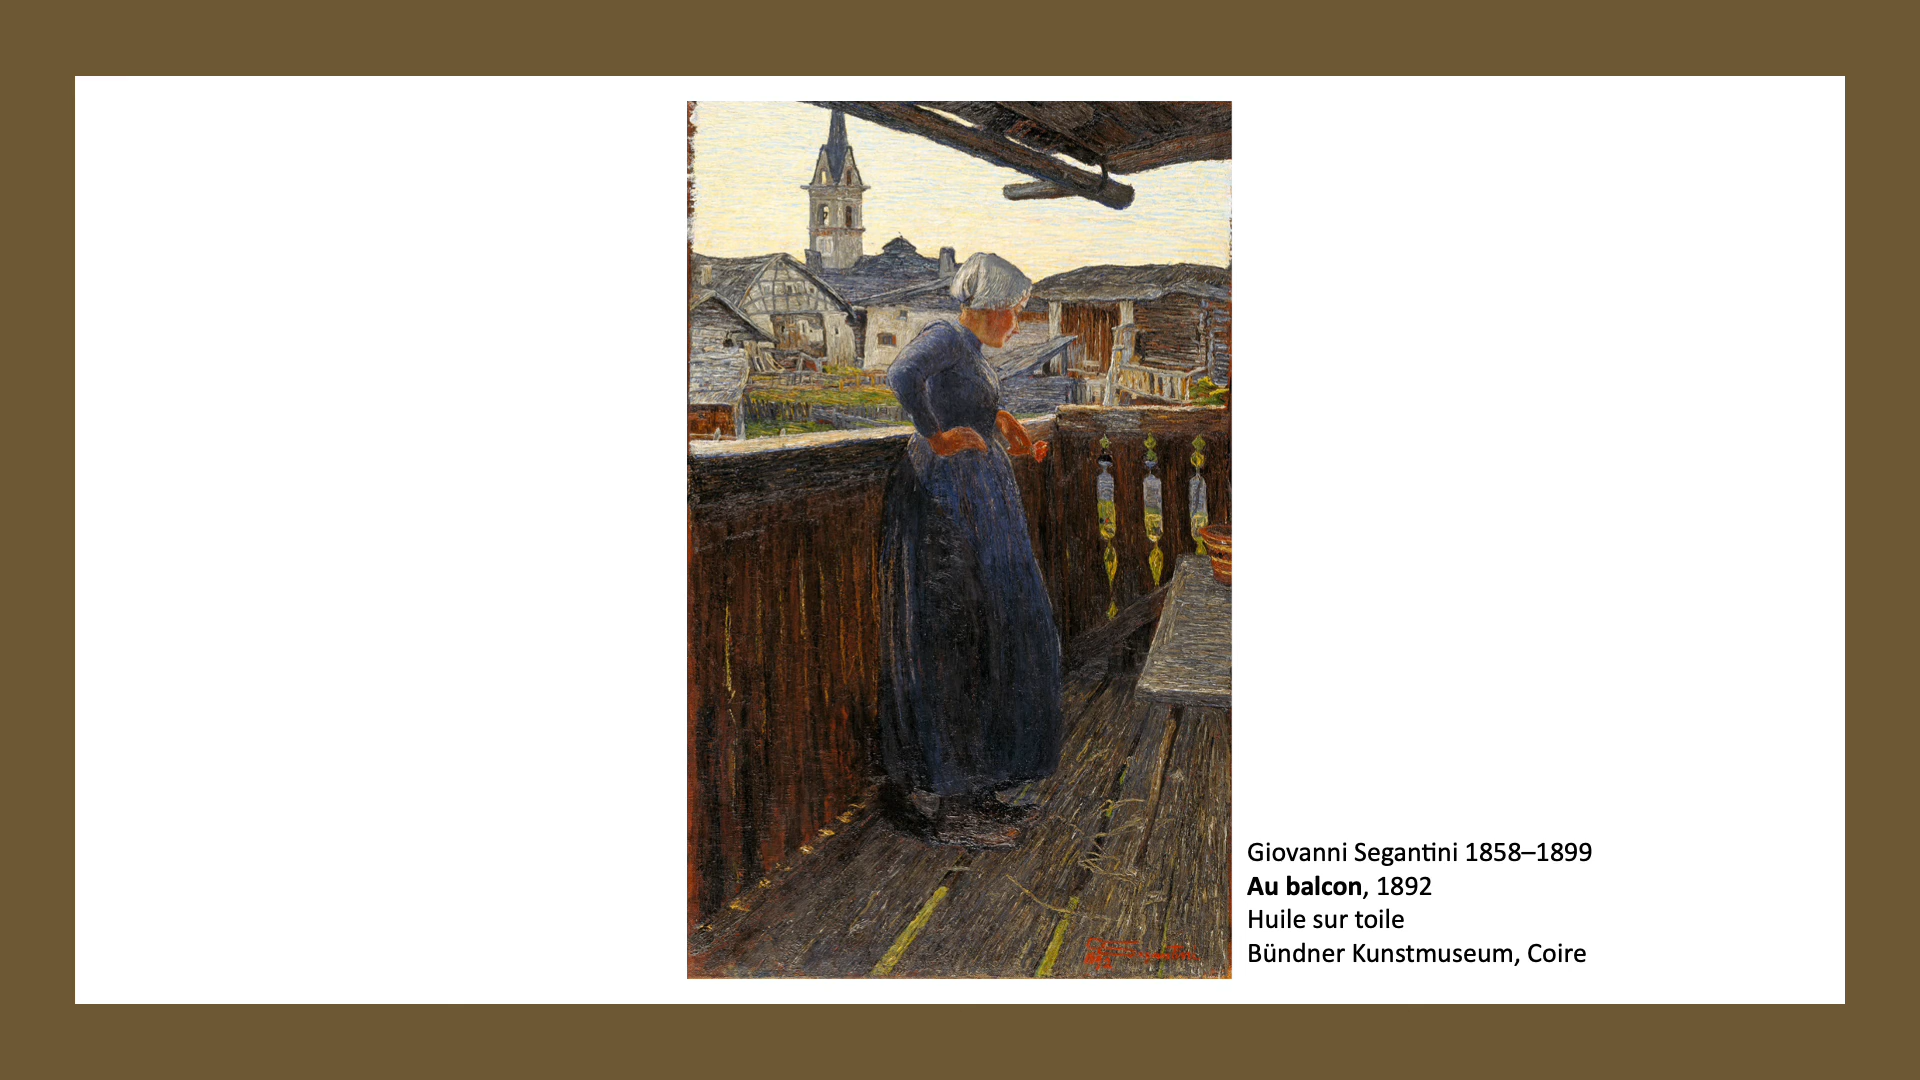 Giovanni Segantini 1858–1899
Au balcon, 1892
Huile sur toile
Bündner Kunstmuseum, Coire